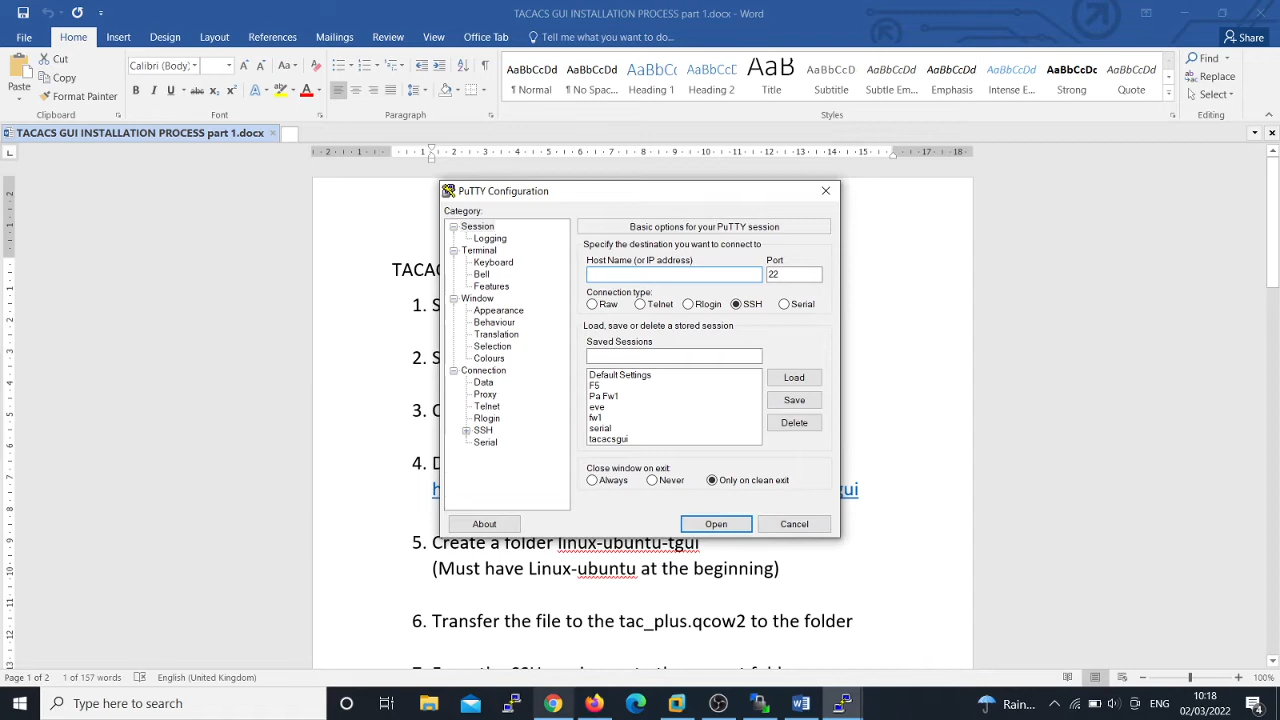 TACACS GUI INSTALLATION PROCESS part 1.docx - Word
File Home Insert Design Layout References Mailings Review View Office Tab Tell me what you want to do... Share
Paste
Cut
Copy
Format Painter
Clipboard
Calibri (Body)
Font
Paragraph
AaBbCcDd AaBbCcDd AaBbCc AaBbCcD AaB AaBbCcD AaBbCcDd AaBbCcDd AaBbCcDd AaBbCcDc AaBbCcDd
¶ Normal ¶ No Spac... Heading 1 Heading 2 Title Subtitle Subtle Em... Emphasis Intense E... Strong Quote
Styles
Find
Replace
Select
Editing
TACACS GUI INSTALLATION PROCESS part 1.docx
TACAC
1. S
2. S
3. C
4. D
h
gui
5. Create a folder linux-ubuntu-tgui
(Must have Linux-ubuntu at the beginning)
6. Transfer the file to the tac_plus.qcow2 to the folder
PuTTY Configuration
Category:
Session
Logging
Terminal
Keyboard
Bell
Features
Window
Appearance
Behaviour
Translation
Selection
Colours
Connection
Data
Proxy
Telnet
Rlogin
SSH
Serial
Basic options for your PuTTY session
Specify the destination you want to connect to
Host Name (or IP address) Port
22
Connection type:
Raw Telnet Rlogin SSH Serial
Load, save or delete a stored session
Saved Sessions
Default Settings
F5
Pa Fw1
eve
fw1
serial
tacacsgui
Load
Save
Delete
Close window on exit:
Always Never Only on clean exit
About Open Cancel
Page 1 of 2 1 of 157 words English (United Kingdom) 100%
Type here to search
Rain... ENG 10:18
02/03/2022